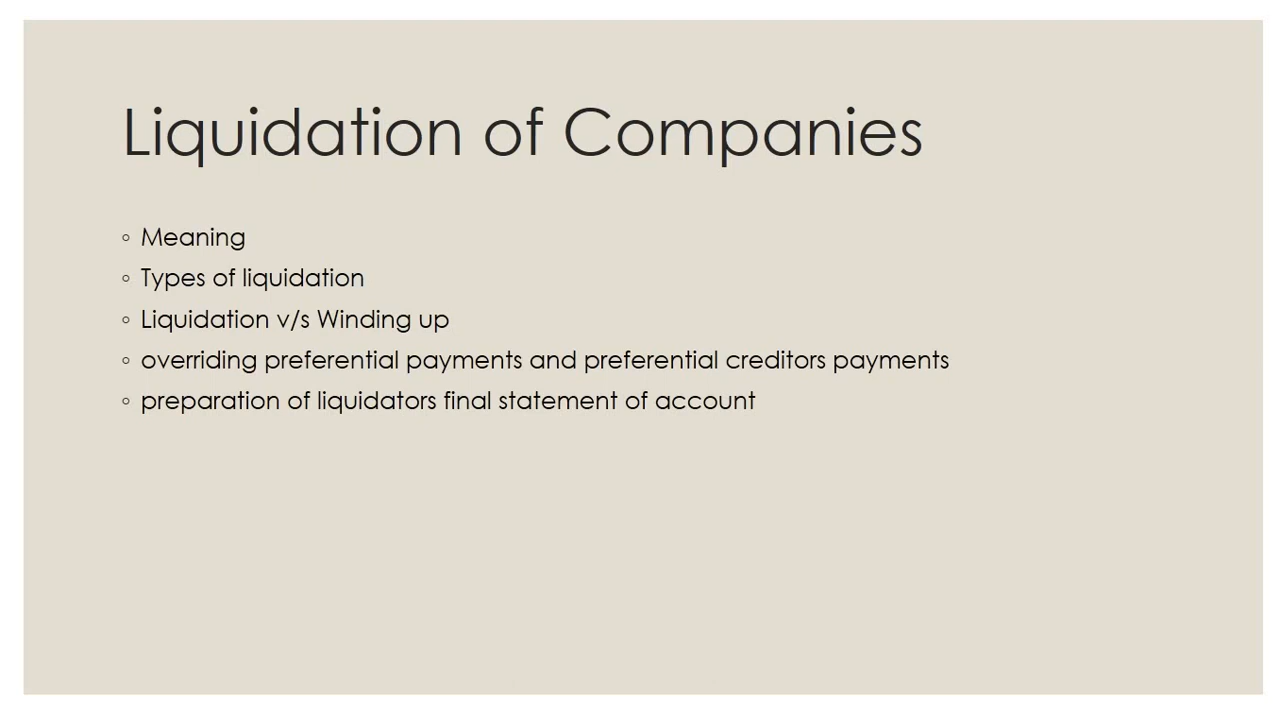 Liquidation of Companies
◦ Meaning
◦ Types of liquidation
◦ Liquidation v/s Winding up
◦ overriding preferential payments and preferential creditors payments
◦ preparation of liquidators final statement of account